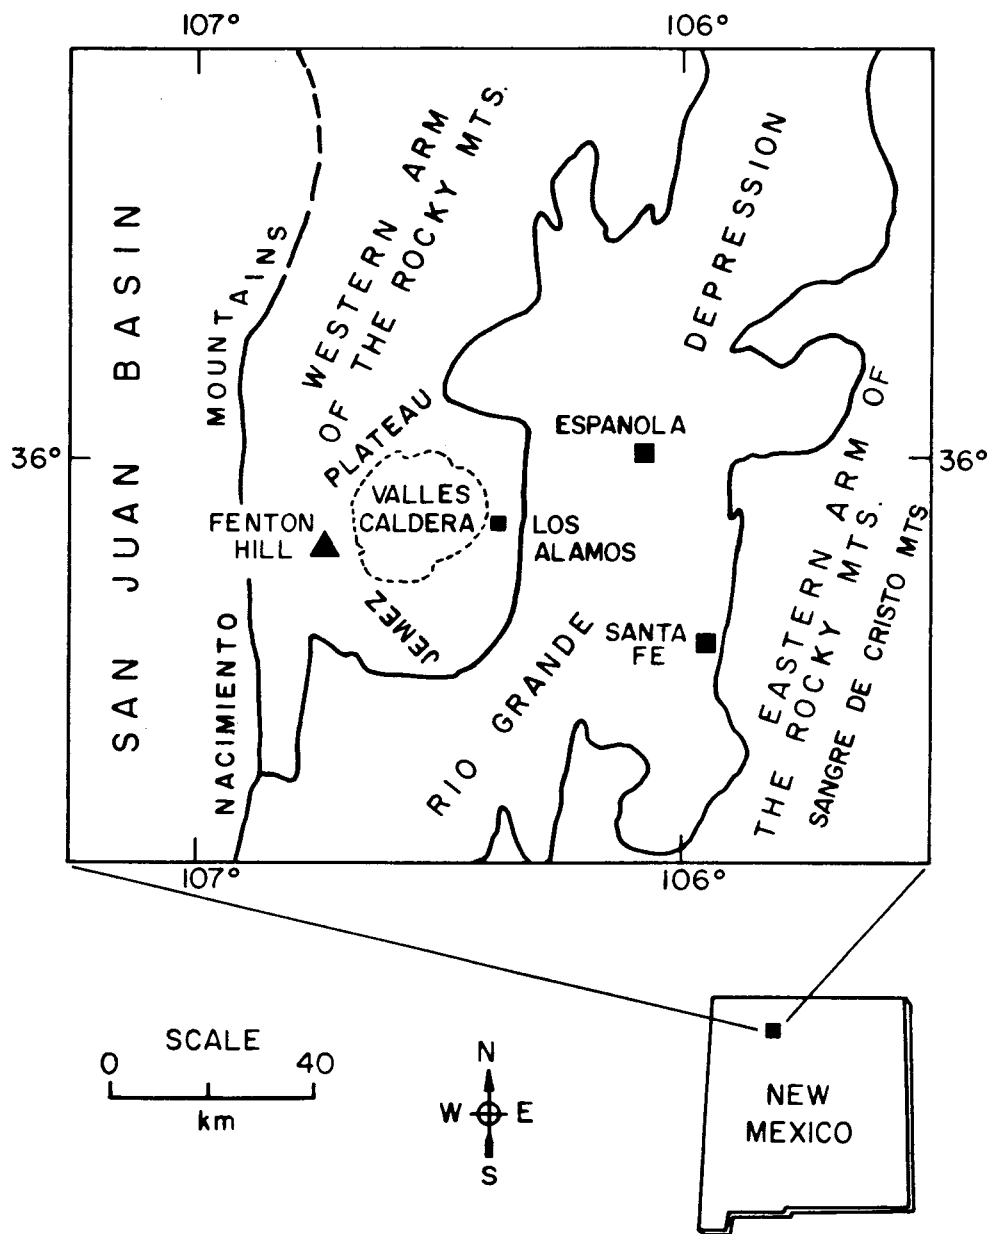 107°
106°
SAN JUAN BASIN
NACIMIENTO
MOUNTAINS
WESTERN ARM
OF THE ROCKY MTS.
DEPRESSION
RIO GRANDE
36°
36°
ESPANOLA
PLATEAU
JEMEZ
VALLES
CALDERA
FENTON
HILL
LOS
ALAMOS
SANTA
FE
THE EASTERN ARM OF
ROCKY MTS.
SANGRE DE CRISTO MTS
107°
106°
SCALE
0
40
km
N
W
E
S
NEW
MEXICO